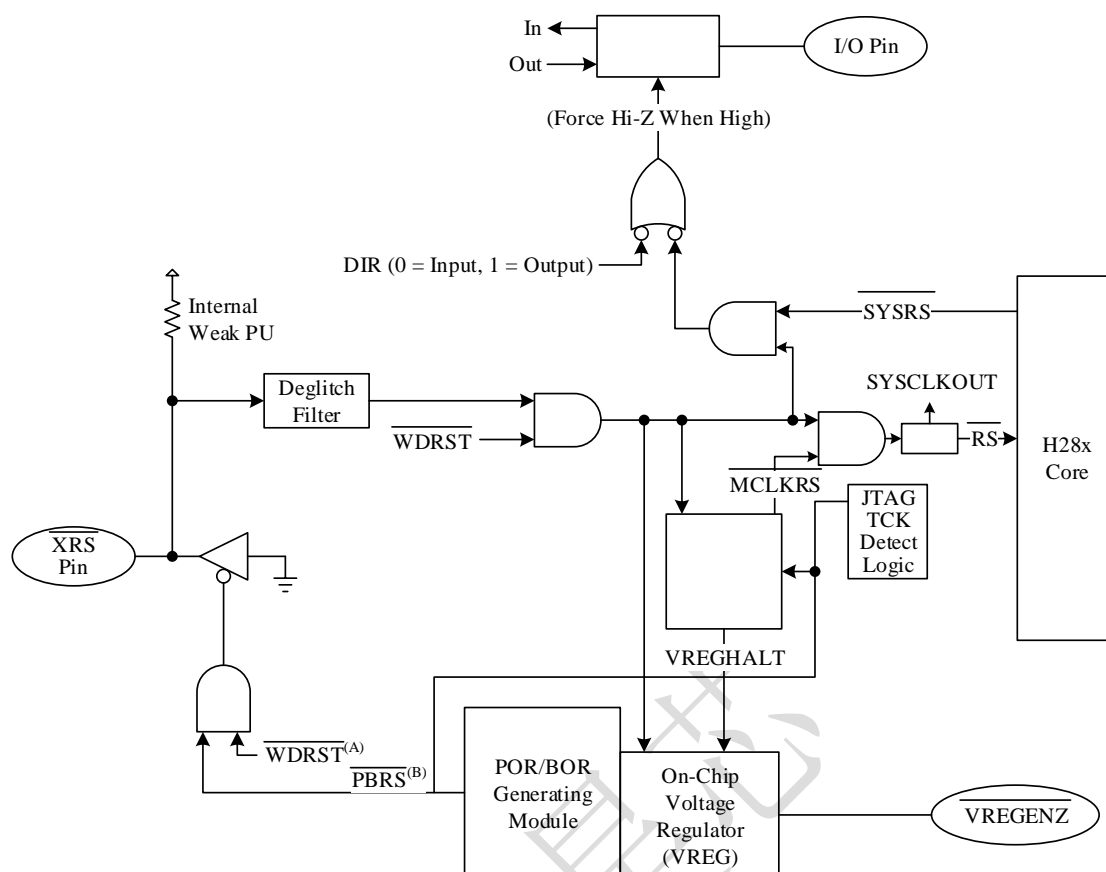 In
Out
I/O Pin
(Force Hi-Z When High)
DIR (0 = Input, 1 = Output)
Internal
Weak PU
SYSRS
Deglitch
Filter
WDRST
SYSCLKOUT
RS
H28x
Core
MCLKRS
JTAG
TCK
Detect
Logic
XRS
Pin
VREGHALT
WDRST(A)
PBRS(B)
POR/BOR
Generating
Module
On-Chip
Voltage
Regulator
(VREG)
VREGENZ